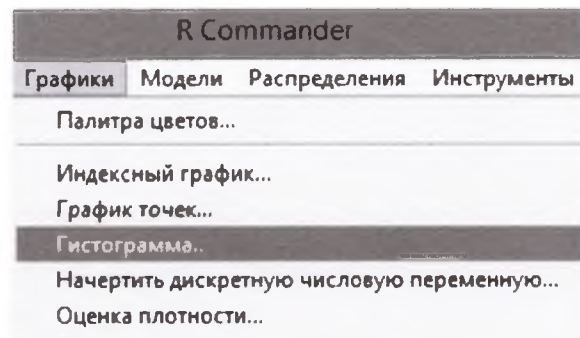 R Commander
Графики Модели Распределения Инструменты
Палитра цветов...
Индексный график...
График точек...
Гистограмма..
Начертить дискретную числовую переменную...
Оценка плотности...